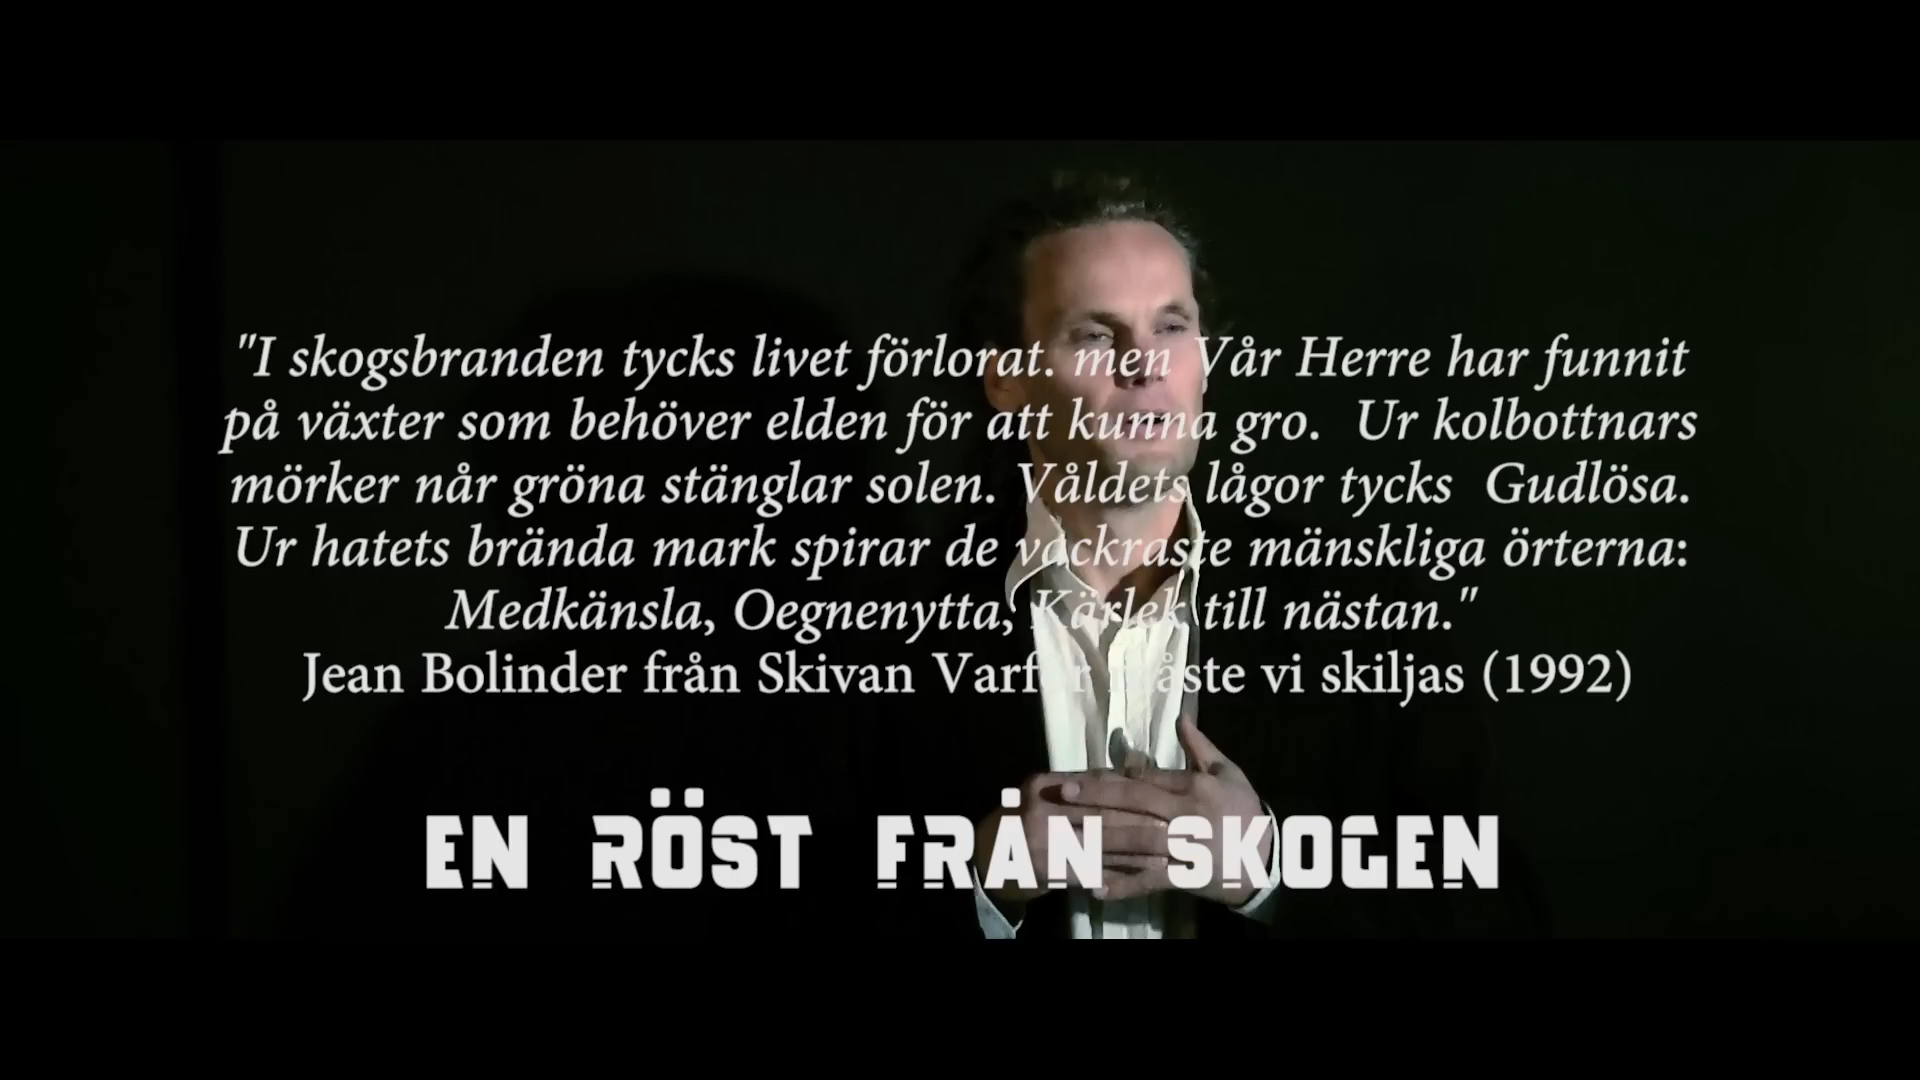 "I skogsbranden tycks livet förlorat. men Vår Herre har funnit
på växter som behöver elden för att kunna gro. Ur kolbottnars
mörker når gröna stänglar solen. Våldets lågor tycks Gudlösa.
Ur hatets brända mark spirar de vackraste mänskliga örterna:
Medkänsla, Oegnenytta, Kärlek till nästan."
Jean Bolinder från Skivan Varför måste vi skiljas (1992)
EN RÖST FRÅN SKOGEN